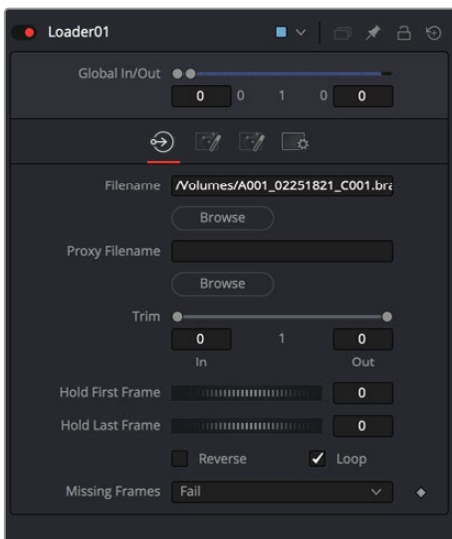 Loader01
Global In/Out
0 0 1 0 0
Filename /Volumes/A001_02251821_C001.bra
Browse
Proxy Filename
Browse
Trim
0 1 0
In Out
Hold First Frame 0
Hold Last Frame 0
Reverse Loop
Missing Frames Fail